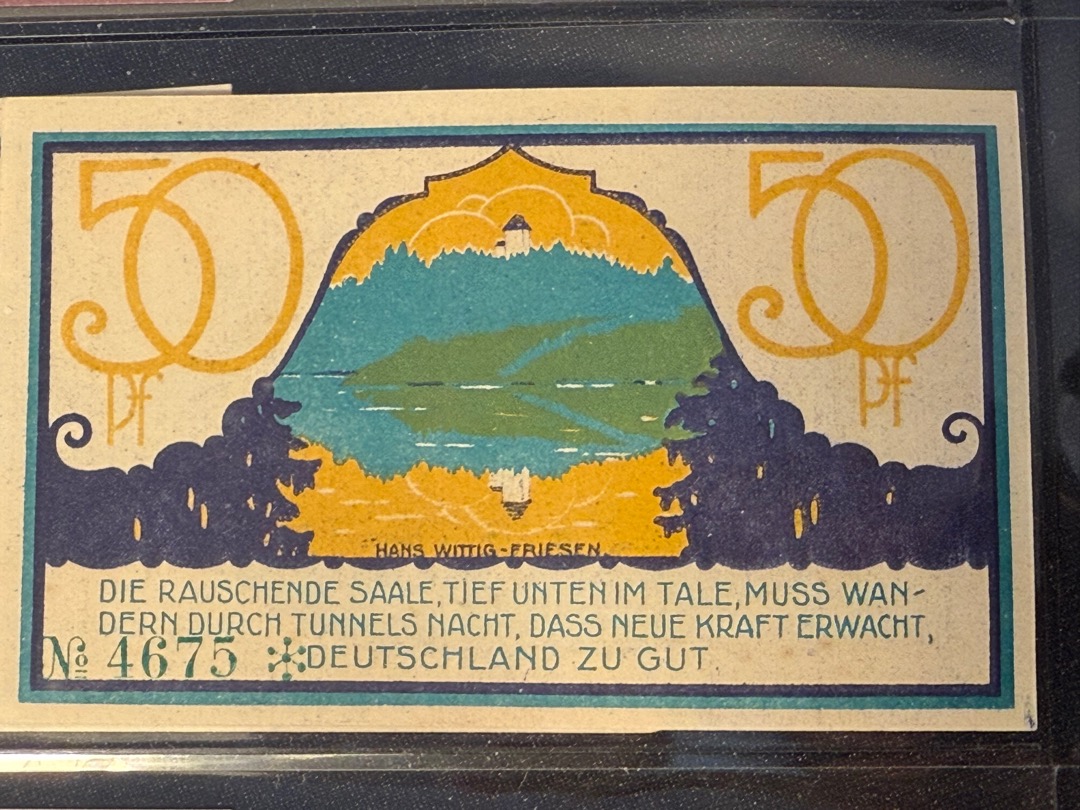 50 50
Pf Pf
HANS WITTIG-FRIESEN
DIE RAUSCHENDE SAALE, TIEF UNTEN IM TALE, MUSS WAN-
DERN DURCH TUNNELS NACHT, DASS NEUE KRAFT ERWACHT,
No 4675 DEUTSCHLAND ZU GUT